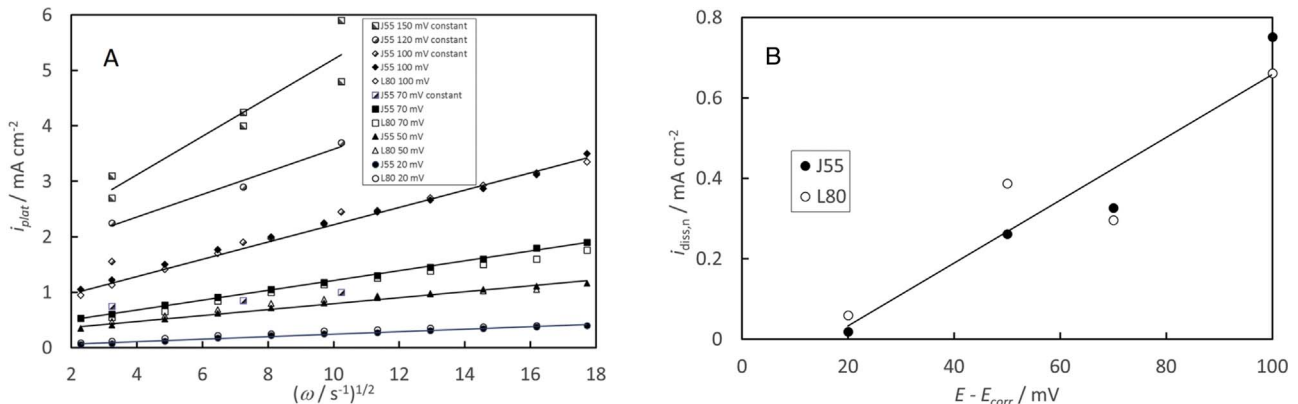 A
6
5
4
3
2
1
0
i_plat / mA cm⁻²
2 4 6 8 10 12 14 16 18
(ω / s⁻¹)^1/2
J55 150 mV constant
J55 120 mV constant
J55 100 mV constant
J55 100 mV
L80 100 mV
J55 70 mV constant
J55 70 mV
L80 70 mV
J55 50 mV
L80 50 mV
J55 20 mV
L80 20 mV
B
0.8
0.6
0.4
0.2
0
i_diss,n / mA cm⁻²
J55
L80
0 20 40 60 80 100
E - E_corr / mV